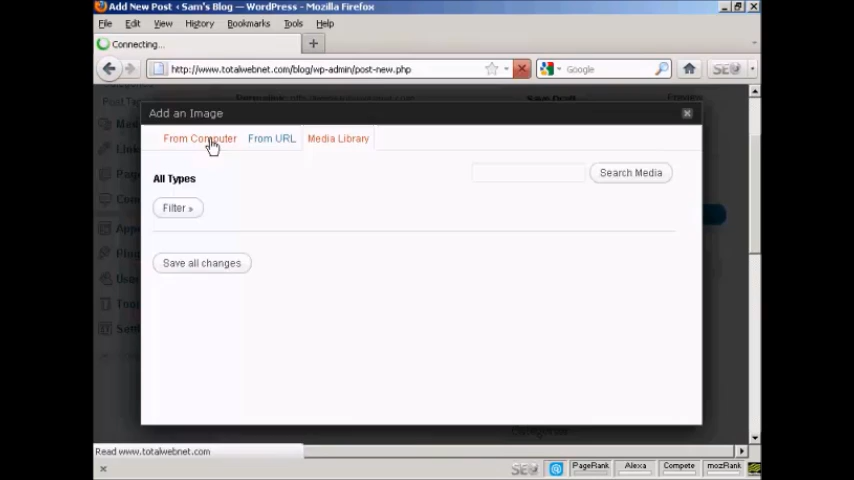 Add New Post ‹ Sam's Blog — WordPress - Mozilla Firefox
File Edit View History Bookmarks Tools Help
Connecting...
http://www.totalwebnet.com/blog/wp-admin/post-new.php
Google
Add an Image
From Computer From URL Media Library
All Types
Search Media
Filter »
Save all changes
Read www.totalwebnet.com
PageRank Alexa Compete mozRank